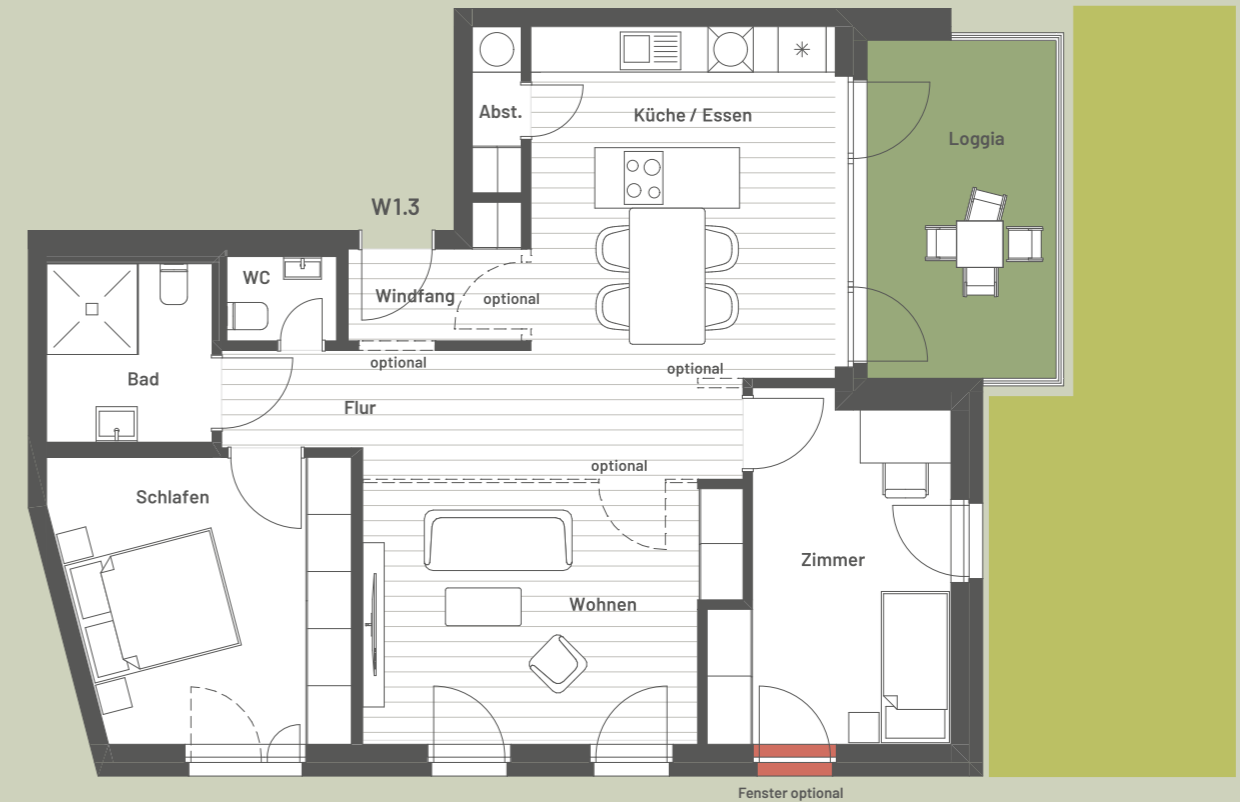 Abst.
Küche / Essen
Loggia
W1.3
WC
Windfang
optional
optional
optional
Bad
Flur
optional
Schlafen
Zimmer
Wohnen
Fenster optional